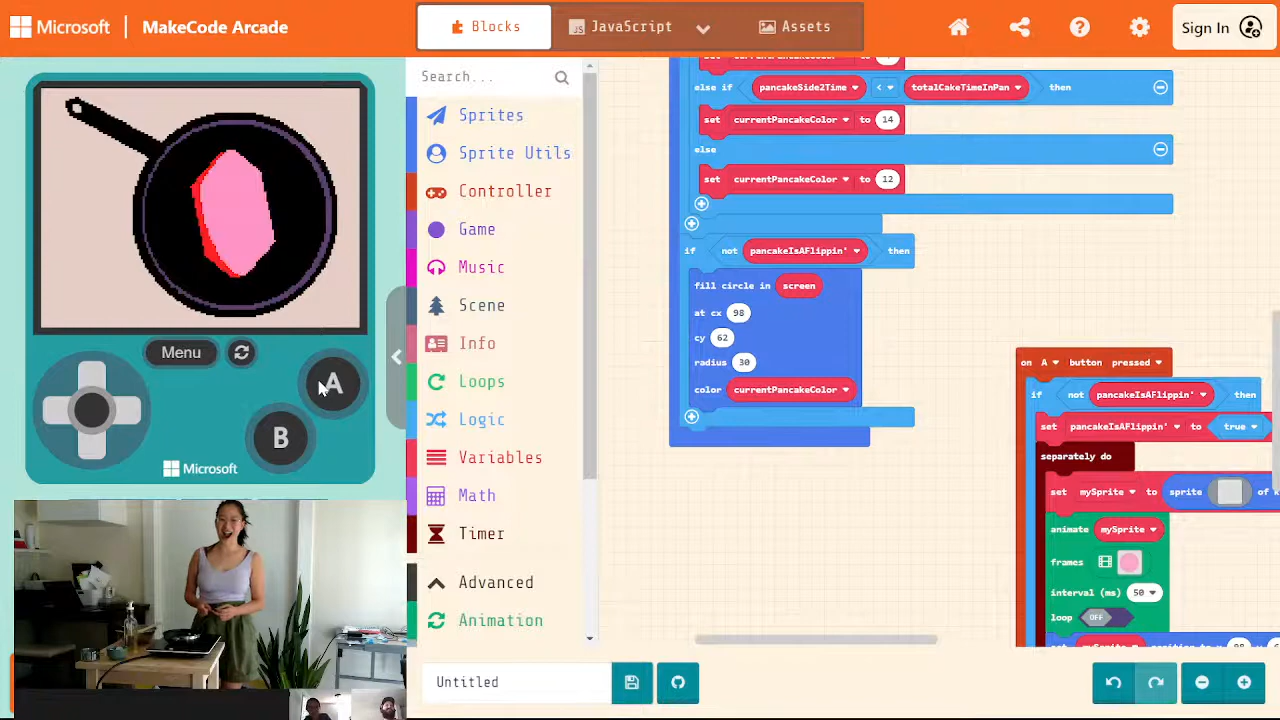 Microsoft | MakeCode Arcade
Blocks
JavaScript
Assets
Sign In
Search...
Sprites
Sprite Utils
Controller
Game
Music
Scene
Info
Loops
Logic
Variables
Math
Timer
Advanced
Animation
Menu
A
B
Microsoft
else if pancakeSide2Time < totalCakeTimeInPan then
set currentPancakeColor to 14
else
set currentPancakeColor to 12
if not pancakeIsAFlippin' then
fill circle in screen
at cx 98
cy 62
radius 30
color currentPancakeColor
on A button pressed
if not pancakeIsAFlippin' then
set pancakeIsAFlippin' to true
separately do
set mySprite to sprite of k
animate mySprite
frames
interval (ms) 50
loop OFF
Untitled